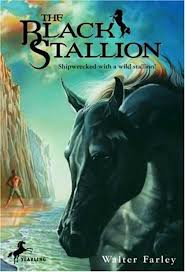 THE
BLACK
STALLION
Shipwrecked with a wild stallion!
YEARLING
Walter Farley